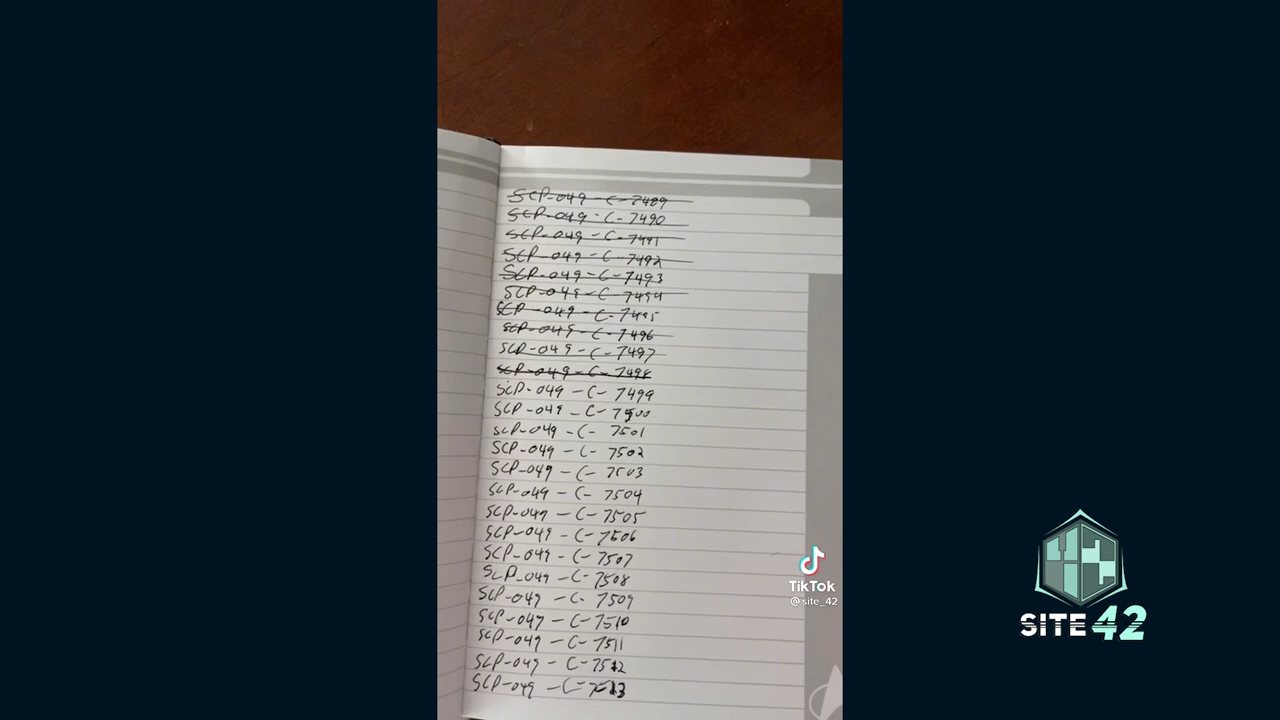 SCP-049-C-7489
SCP-049-C-7490
SCP-049-C-7491
SCP-049-C-7492
SCP-049-C-7493
SCP-049-C-7494
SCP-049-C-7495
SCP-049-C-7496
SCP-049-C-7497
SCP-049-C-7498
SCP-049-C-7499
SCP-049-C-7500
SCP-049-C-7501
SCP-049-C-7502
SCP-049-C-7503
SCP-049-C-7504
SCP-049-C-7505
SCP-049-C-7506
SCP-049-C-7507
SCP-049-C-7508
SCP-049-C-7509
SCP-049-C-7510
SCP-049-C-7511
SCP-049-C-7512
SCP-049-C-7513
TikTok
@site_42
SITE 42